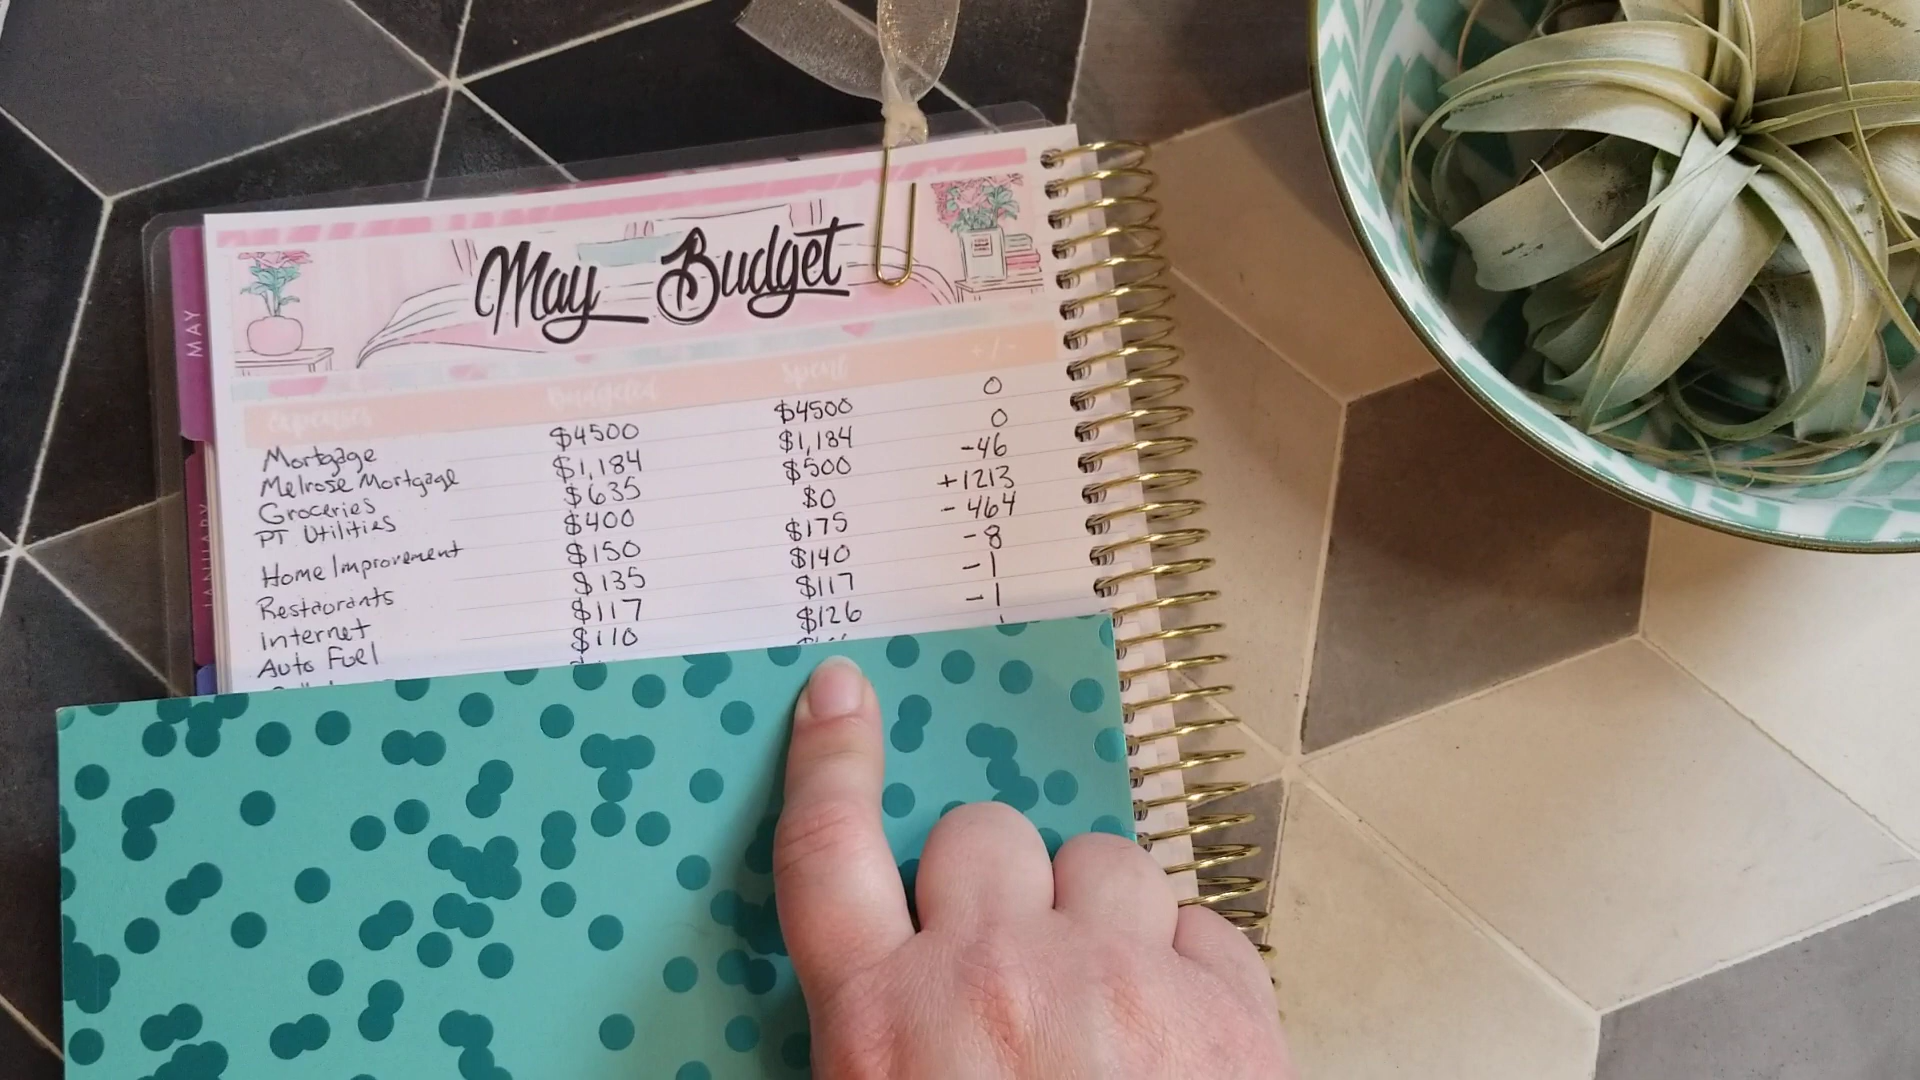 May Budget
MAY
Expenses Budgeted Spent +/-
Mortgage $4500 $4500 0
Melrose Mortgage $1,184 $1,184 0
Groceries $635 $500 -46
PT Utilities $400 $0 +1213
Home Improvement $150 $175 -464
Restaurants $135 $140 -8
Internet $117 $117 -1
Auto Fuel $110 $126 -1
JANUARY